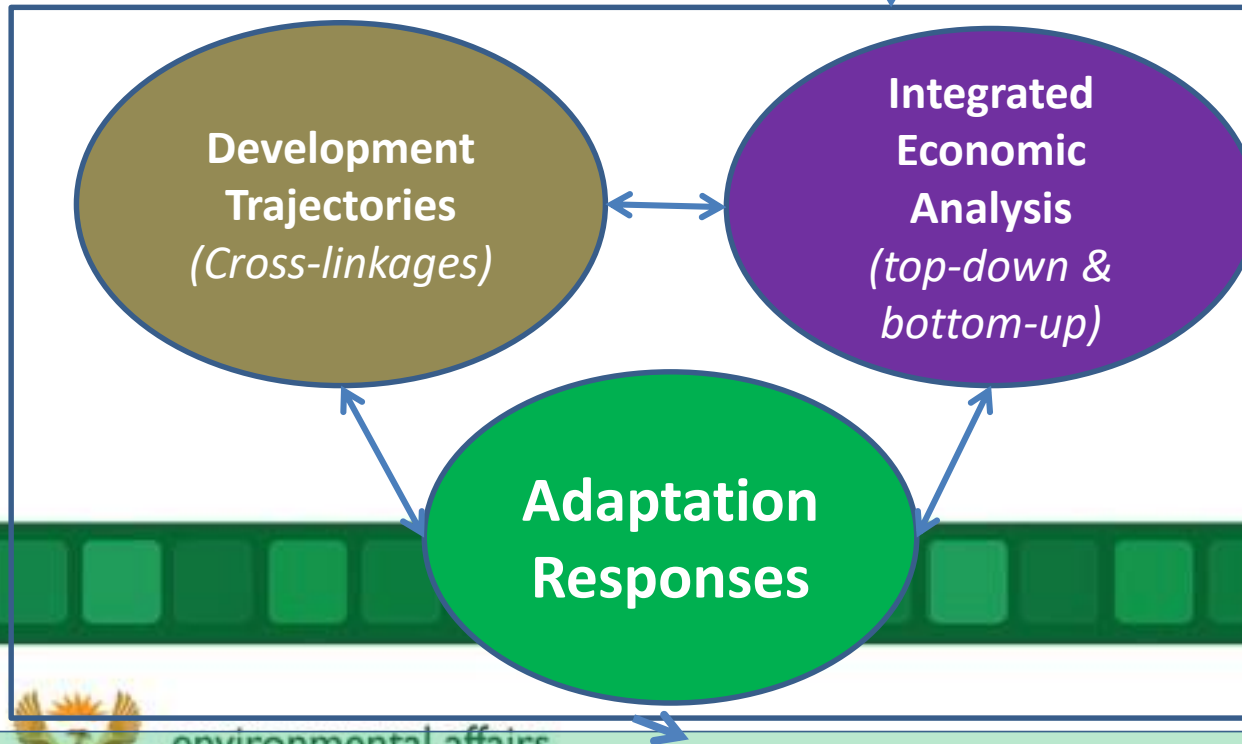 Development
Trajectories
(Cross-linkages)
Integrated
Economic
Analysis
(top-down &
bottom-up)
Adaptation
Responses
environmental affairs